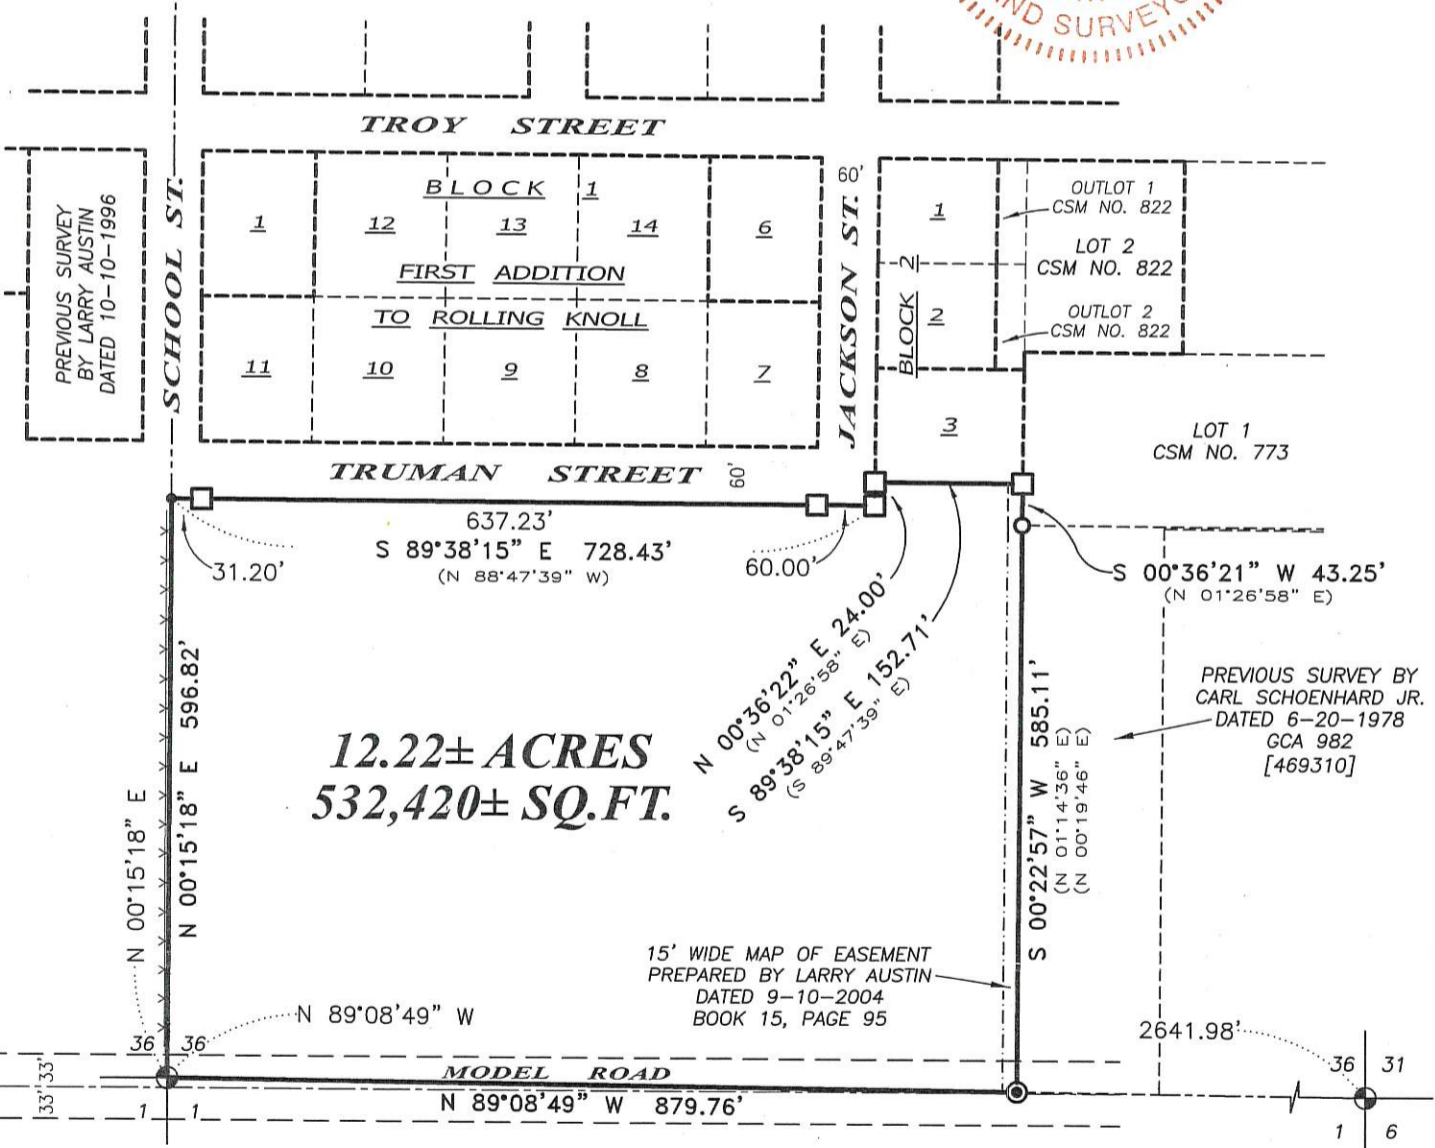 ND SURVEYO
TROY STREET
BLOCK 1
1
12
13
14
6
FIRST ADDITION
TO ROLLING KNOLL
11
10
9
8
7
PREVIOUS SURVEY
BY LARRY AUSTIN
DATED 10-10-1996
SCHOOL ST.
60'
JACKSON ST.
BLOCK 2
1
2
3
OUTLOT 1
CSM NO. 822
LOT 2
CSM NO. 822
OUTLOT 2
CSM NO. 822
LOT 1
CSM NO. 773
TRUMAN STREET
60'
637.23'
S 89°38'15" E 728.43'
(N 88°47'39" W)
31.20'
60.00'
N 00°36'22" E 24.00'
(N 01°26'58" E)
S 89°38'15" E 152.71'
(S 89°47'39" E)
S 00°36'21" W 43.25'
(N 01°26'58" E)
PREVIOUS SURVEY BY
CARL SCHOENHARD JR.
DATED 6-20-1978
GCA 982
[469310]
S 00°22'57" W 585.11'
(N 01°14'36" E)
(N 00°19'46" E)
12.22± ACRES
532,420± SQ.FT.
N 00°15'18" E 596.82'
N 00°15'18" E
15' WIDE MAP OF EASEMENT
PREPARED BY LARRY AUSTIN
DATED 9-10-2004
BOOK 15, PAGE 95
N 89°08'49" W
2641.98'
36 36
36 31
33' 33'
MODEL ROAD
N 89°08'49" W 879.76'
1 1
1 6